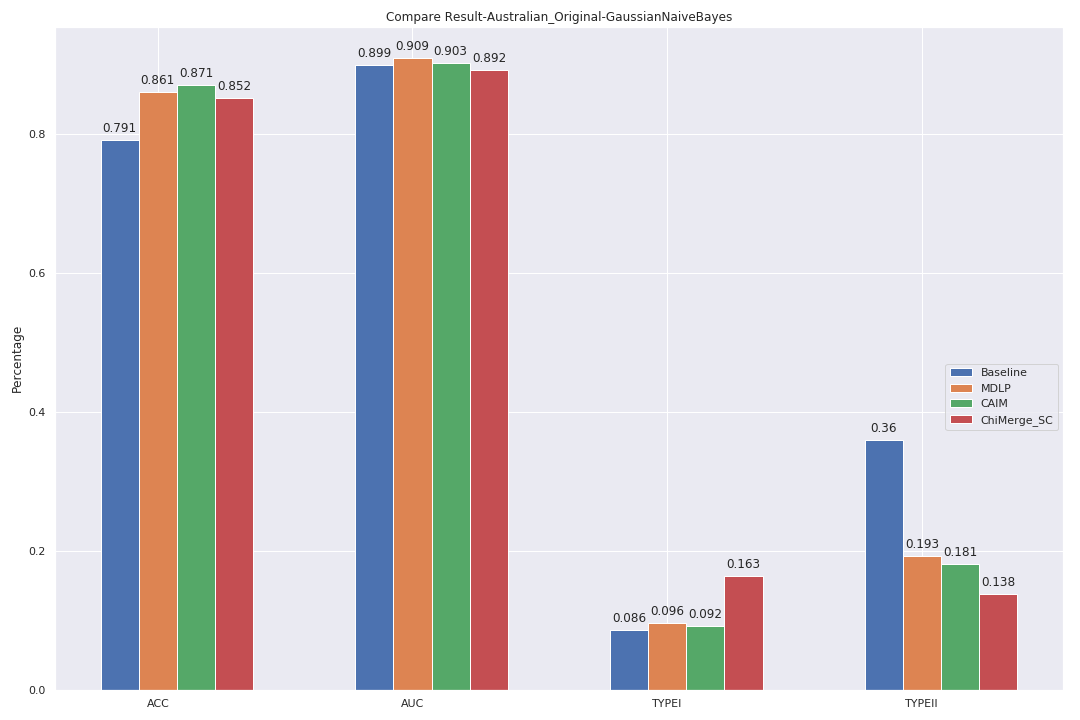 Compare Result-Australian_Original-GaussianNaiveBayes
Percentage
0.8
0.6
0.4
0.2
0.0
0.791
0.861
0.871
0.852
0.899
0.909
0.903
0.892
0.086
0.096
0.092
0.163
0.36
0.193
0.181
0.138
Baseline
MDLP
CAIM
ChiMerge_SC
ACC
AUC
TYPEI
TYPEII